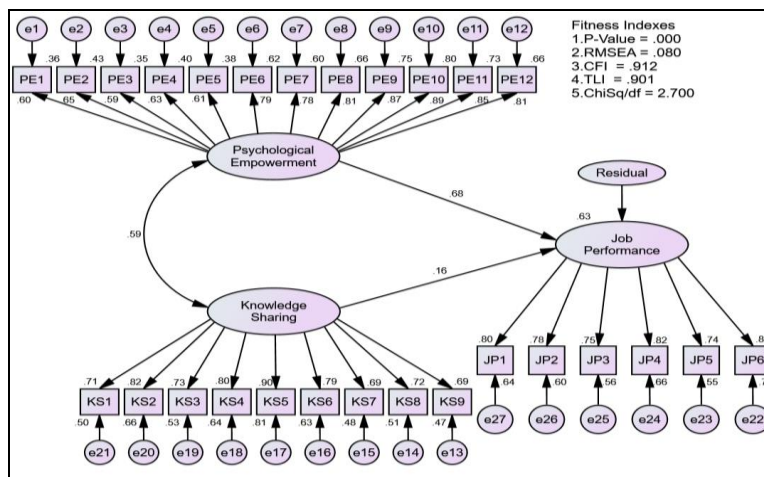 e1 e2 e3 e4 e5 e6 e7 e8 e9 e10 e11 e12
.36 .43 .35 .40 .38 .62 .60 .66 .75 .80 .73 .66
PE1 PE2 PE3 PE4 PE5 PE6 PE7 PE8 PE9 PE10 PE11 PE12
.60 .65 .59 .63 .61 .79 .78 .81 .87 .89 .85 .81
Fitness Indexes
1.P-Value = .000
2.RMSEA = .080
3.CFI = .912
4.TLI = .901
5.ChiSq/df = 2.700
Psychological
Empowerment
Residual
.68
.63
.59
Job
Performance
.16
Knowledge
Sharing
.80 .78 .75 .82 .74
JP1 JP2 JP3 JP4 JP5 JP6
.64 .60 .56 .66 .55
e27 e26 e25 e24 e23 e22
.71 .82 .73 .80 .90 .79 .69 .72 .69
KS1 KS2 KS3 KS4 KS5 KS6 KS7 KS8 KS9
.50 .66 .53 .64 .81 .63 .48 .51 .47
e21 e20 e19 e18 e17 e16 e15 e14 e13